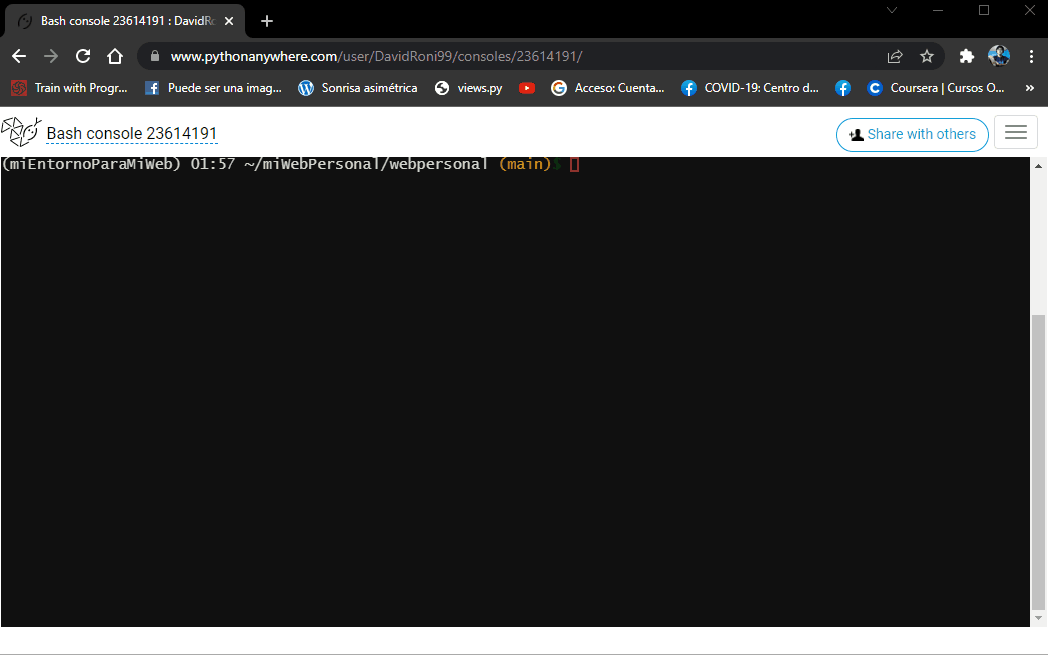 Bash console 23614191 : DavidRo
www.pythonanywhere.com/user/DavidRoni99/consoles/23614191/
Train with Progr... Puede ser una imag... Sonrisa asimétrica views.py Acceso: Cuenta... COVID-19: Centro d... Coursera | Cursos O... »
Bash console 23614191 Share with others
(miEntornoParaMiWeb) 01:57 ~/miWebPersonal/webpersonal (main)$